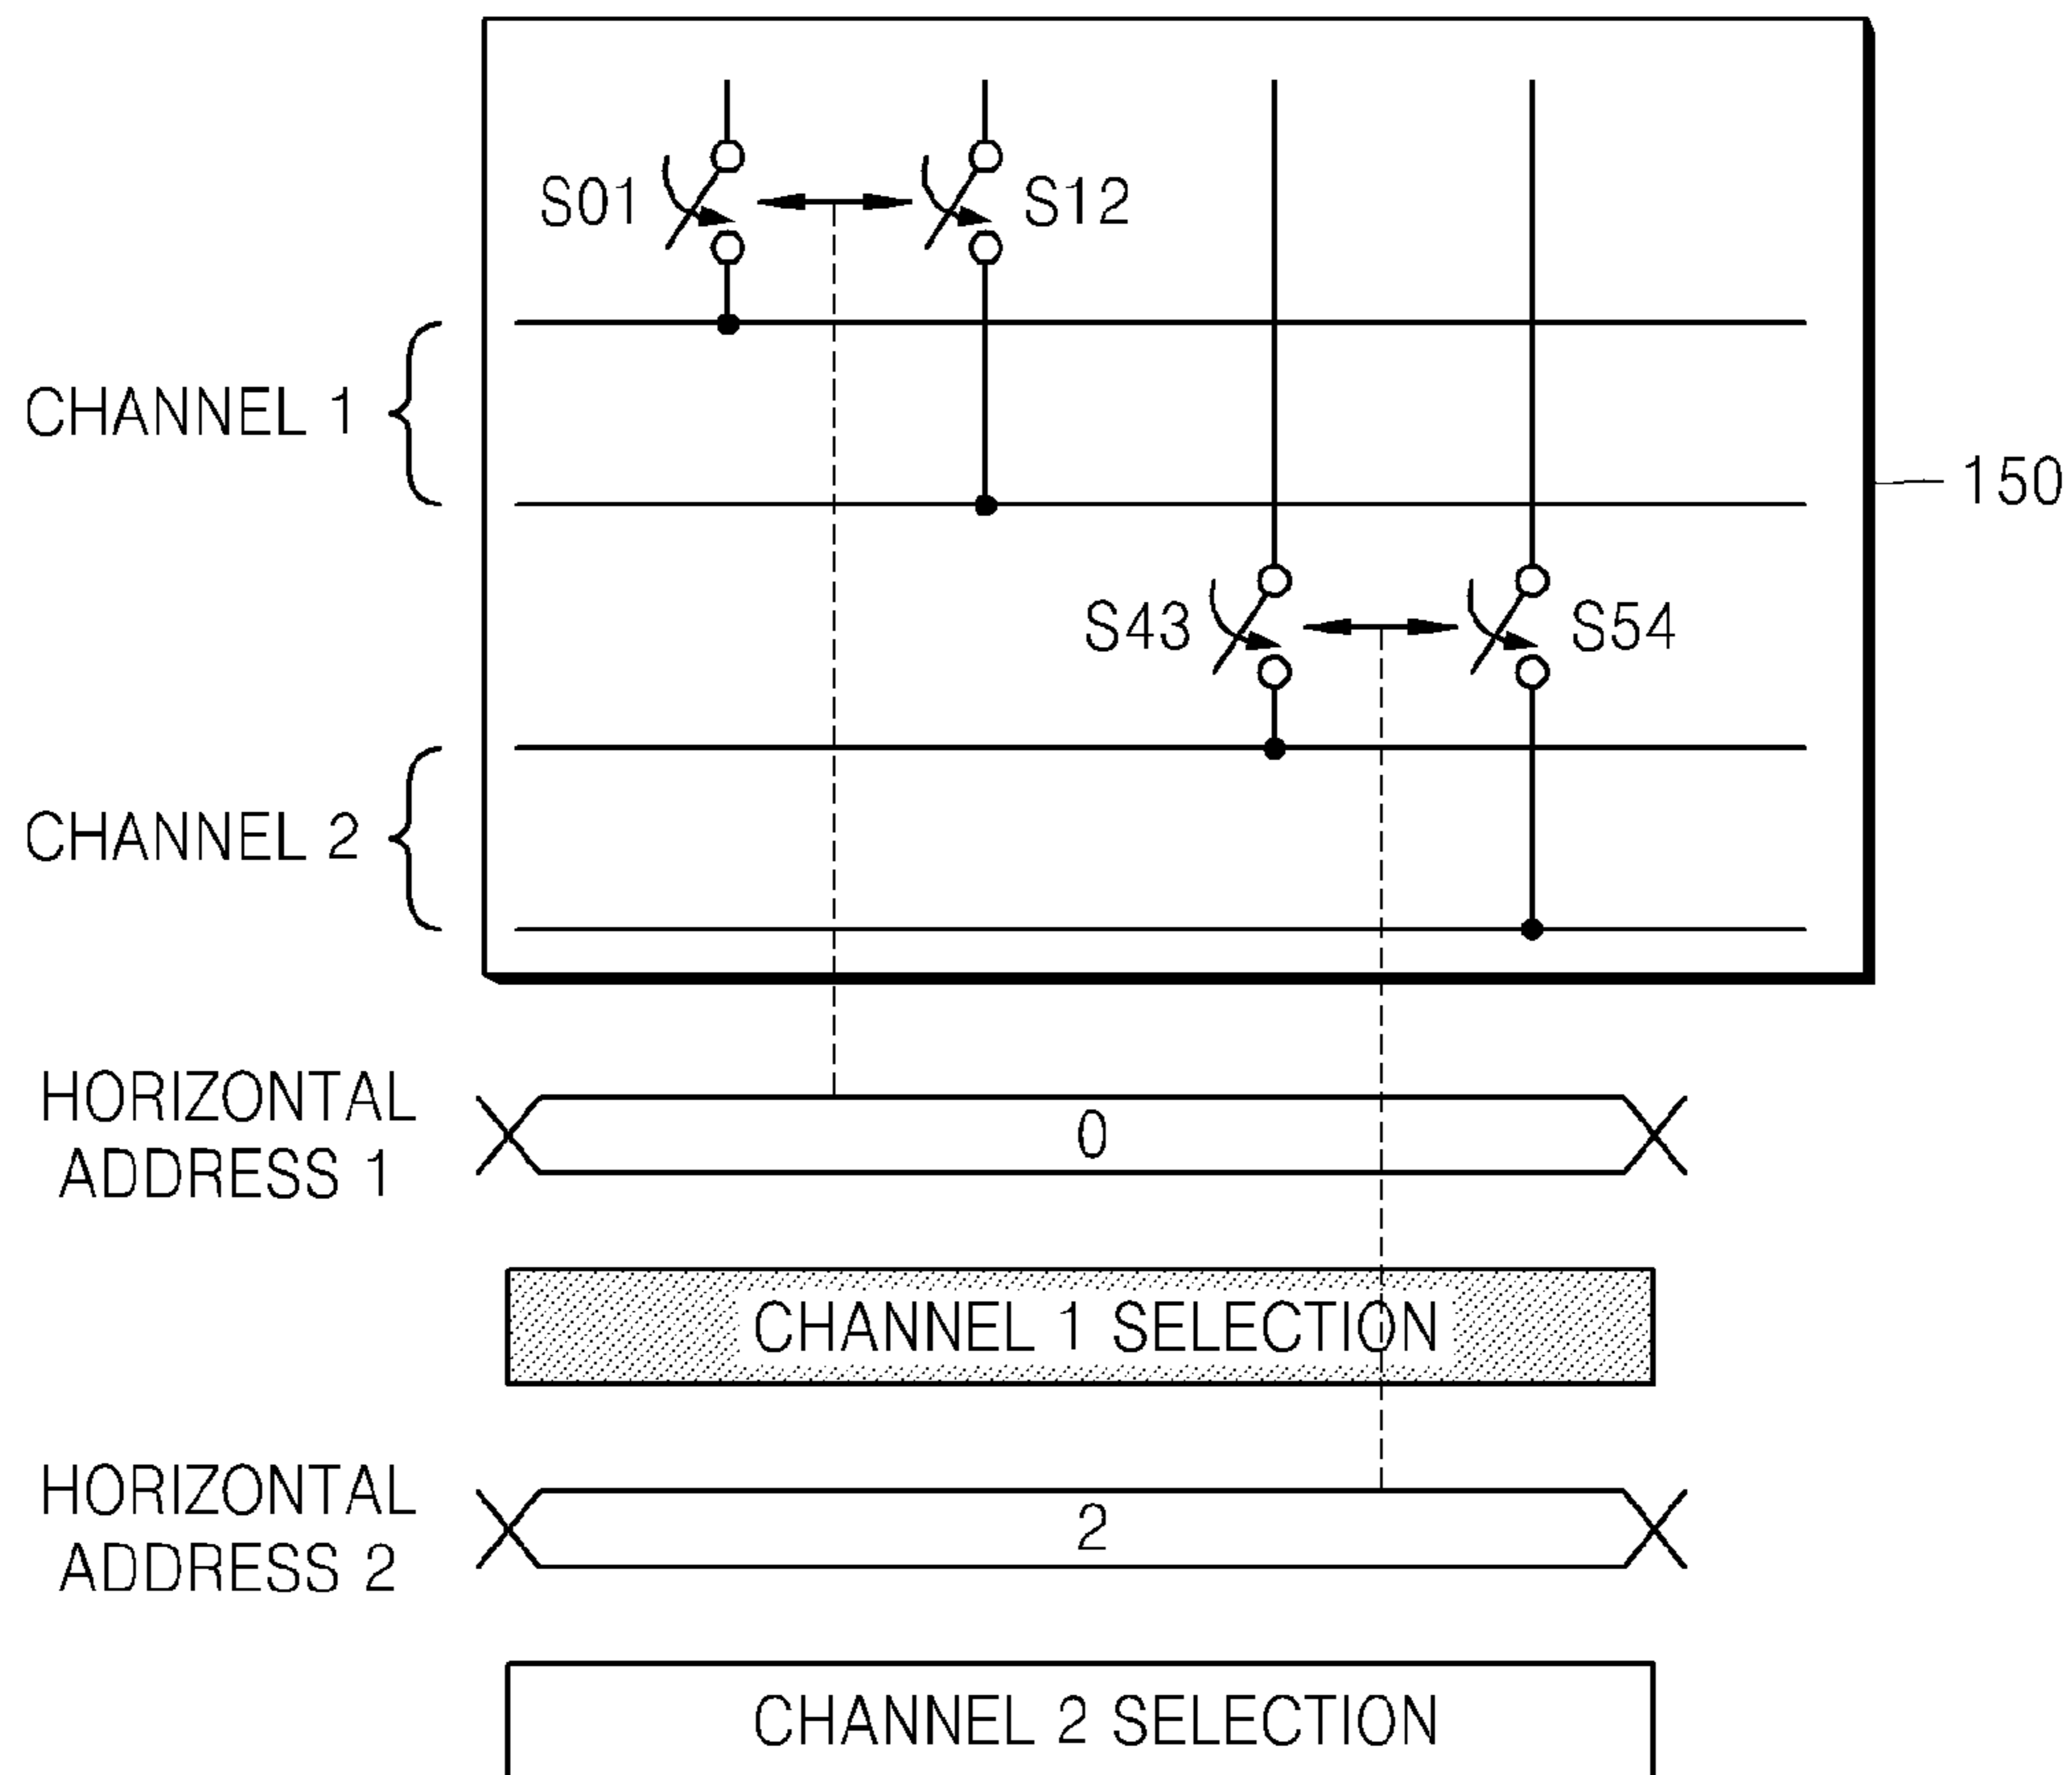 S01
S12
CHANNEL 1
150
S43
S54
CHANNEL 2
HORIZONTAL
ADDRESS 1
0
CHANNEL 1 SELECTION
HORIZONTAL
ADDRESS 2
2
CHANNEL 2 SELECTION